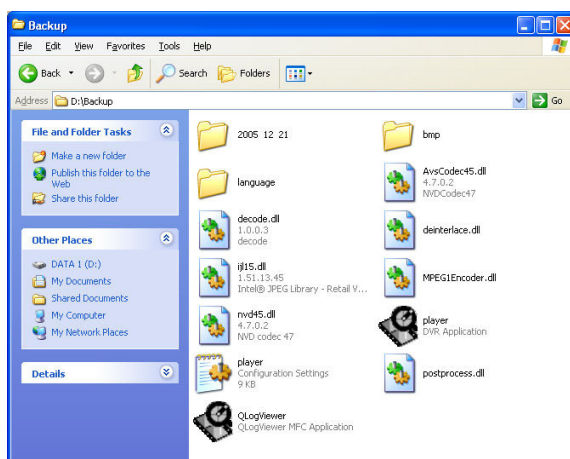 Backup
File Edit View Favorites Tools Help
Back Search Folders
Address D:\Backup Go
File and Folder Tasks
Make a new folder
Publish this folder to the
Web
Share this folder
Other Places
DATA 1 (D:)
My Documents
Shared Documents
My Computer
My Network Places
Details
2005 12 21
bmp
language
AvsCodec45.dll
4.7.0.2
NVDCodec47
decode.dll
1.0.0.3
decode
deinterlace.dll
ijl15.dll
1.51.13.45
Intel® JPEG Library - Retail V...
MPEG1Encoder.dll
nvd45.dll
4.7.0.2
NVD codec 47
player
DVR Application
player
Configuration Settings
9 KB
postprocess.dll
QLogViewer
QLogViewer MFC Application